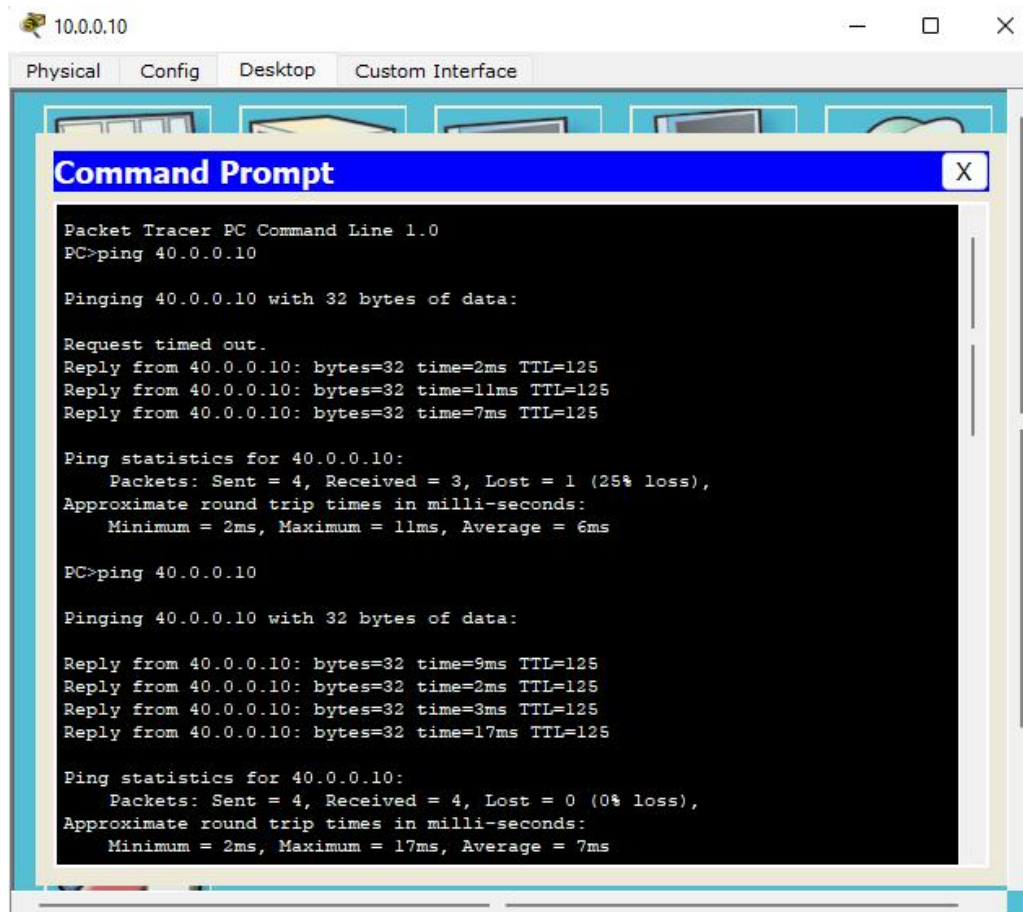 10.0.0.10
Physical Config Desktop Custom Interface
Command Prompt X
Packet Tracer PC Command Line 1.0
PC>ping 40.0.0.10
Pinging 40.0.0.10 with 32 bytes of data:
Request timed out.
Reply from 40.0.0.10: bytes=32 time=2ms TTL=125
Reply from 40.0.0.10: bytes=32 time=11ms TTL=125
Reply from 40.0.0.10: bytes=32 time=7ms TTL=125
Ping statistics for 40.0.0.10:
Packets: Sent = 4, Received = 3, Lost = 1 (25% loss),
Approximate round trip times in milli-seconds:
Minimum = 2ms, Maximum = 11ms, Average = 6ms
PC>ping 40.0.0.10
Pinging 40.0.0.10 with 32 bytes of data:
Reply from 40.0.0.10: bytes=32 time=9ms TTL=125
Reply from 40.0.0.10: bytes=32 time=2ms TTL=125
Reply from 40.0.0.10: bytes=32 time=3ms TTL=125
Reply from 40.0.0.10: bytes=32 time=17ms TTL=125
Ping statistics for 40.0.0.10:
Packets: Sent = 4, Received = 4, Lost = 0 (0% loss),
Approximate round trip times in milli-seconds:
Minimum = 2ms, Maximum = 17ms, Average = 7ms